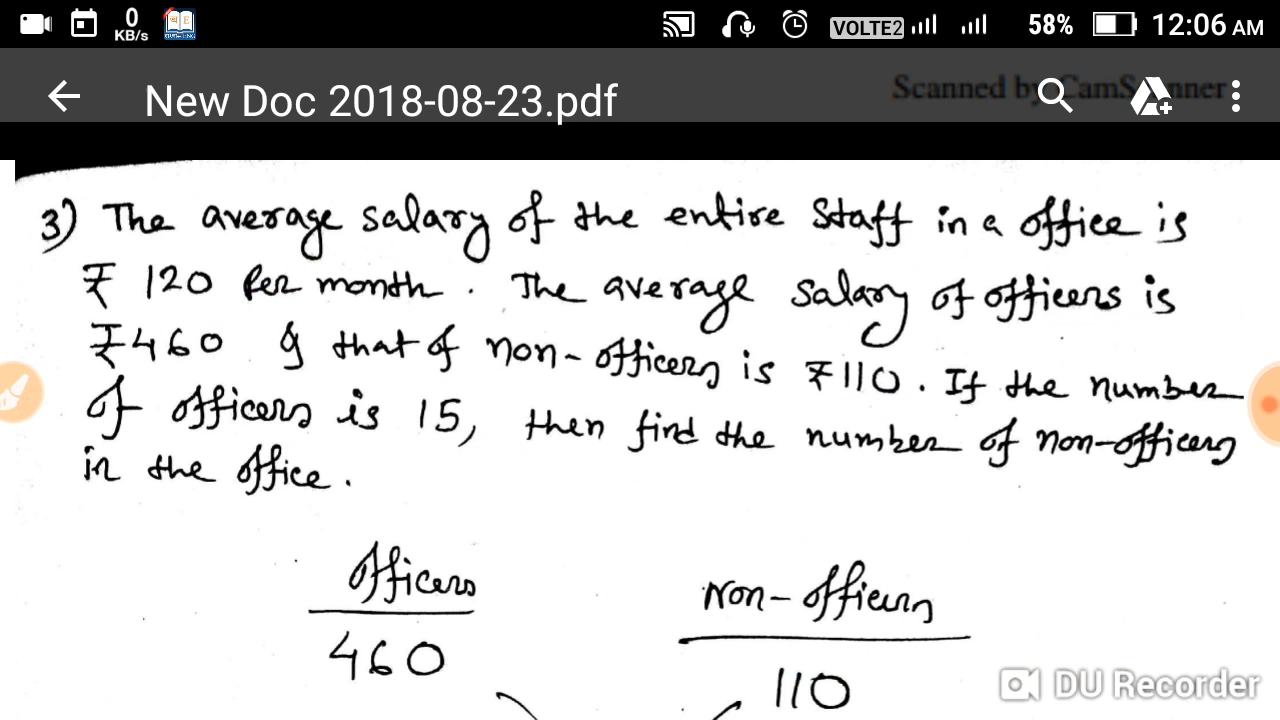 0
KB/s
VOLTE2
58%
12:06 AM
New Doc 2018-08-23.pdf
Scanned by CamScanner
3) The average salary of the entire staff in a office is
₹ 120 per month. The average salary of officers is
₹460 & that of non-officers is ₹110. If the number
of officers is 15, then find the number of non-officers
in the office.
Officers Non-officers
460 110
DU Recorder